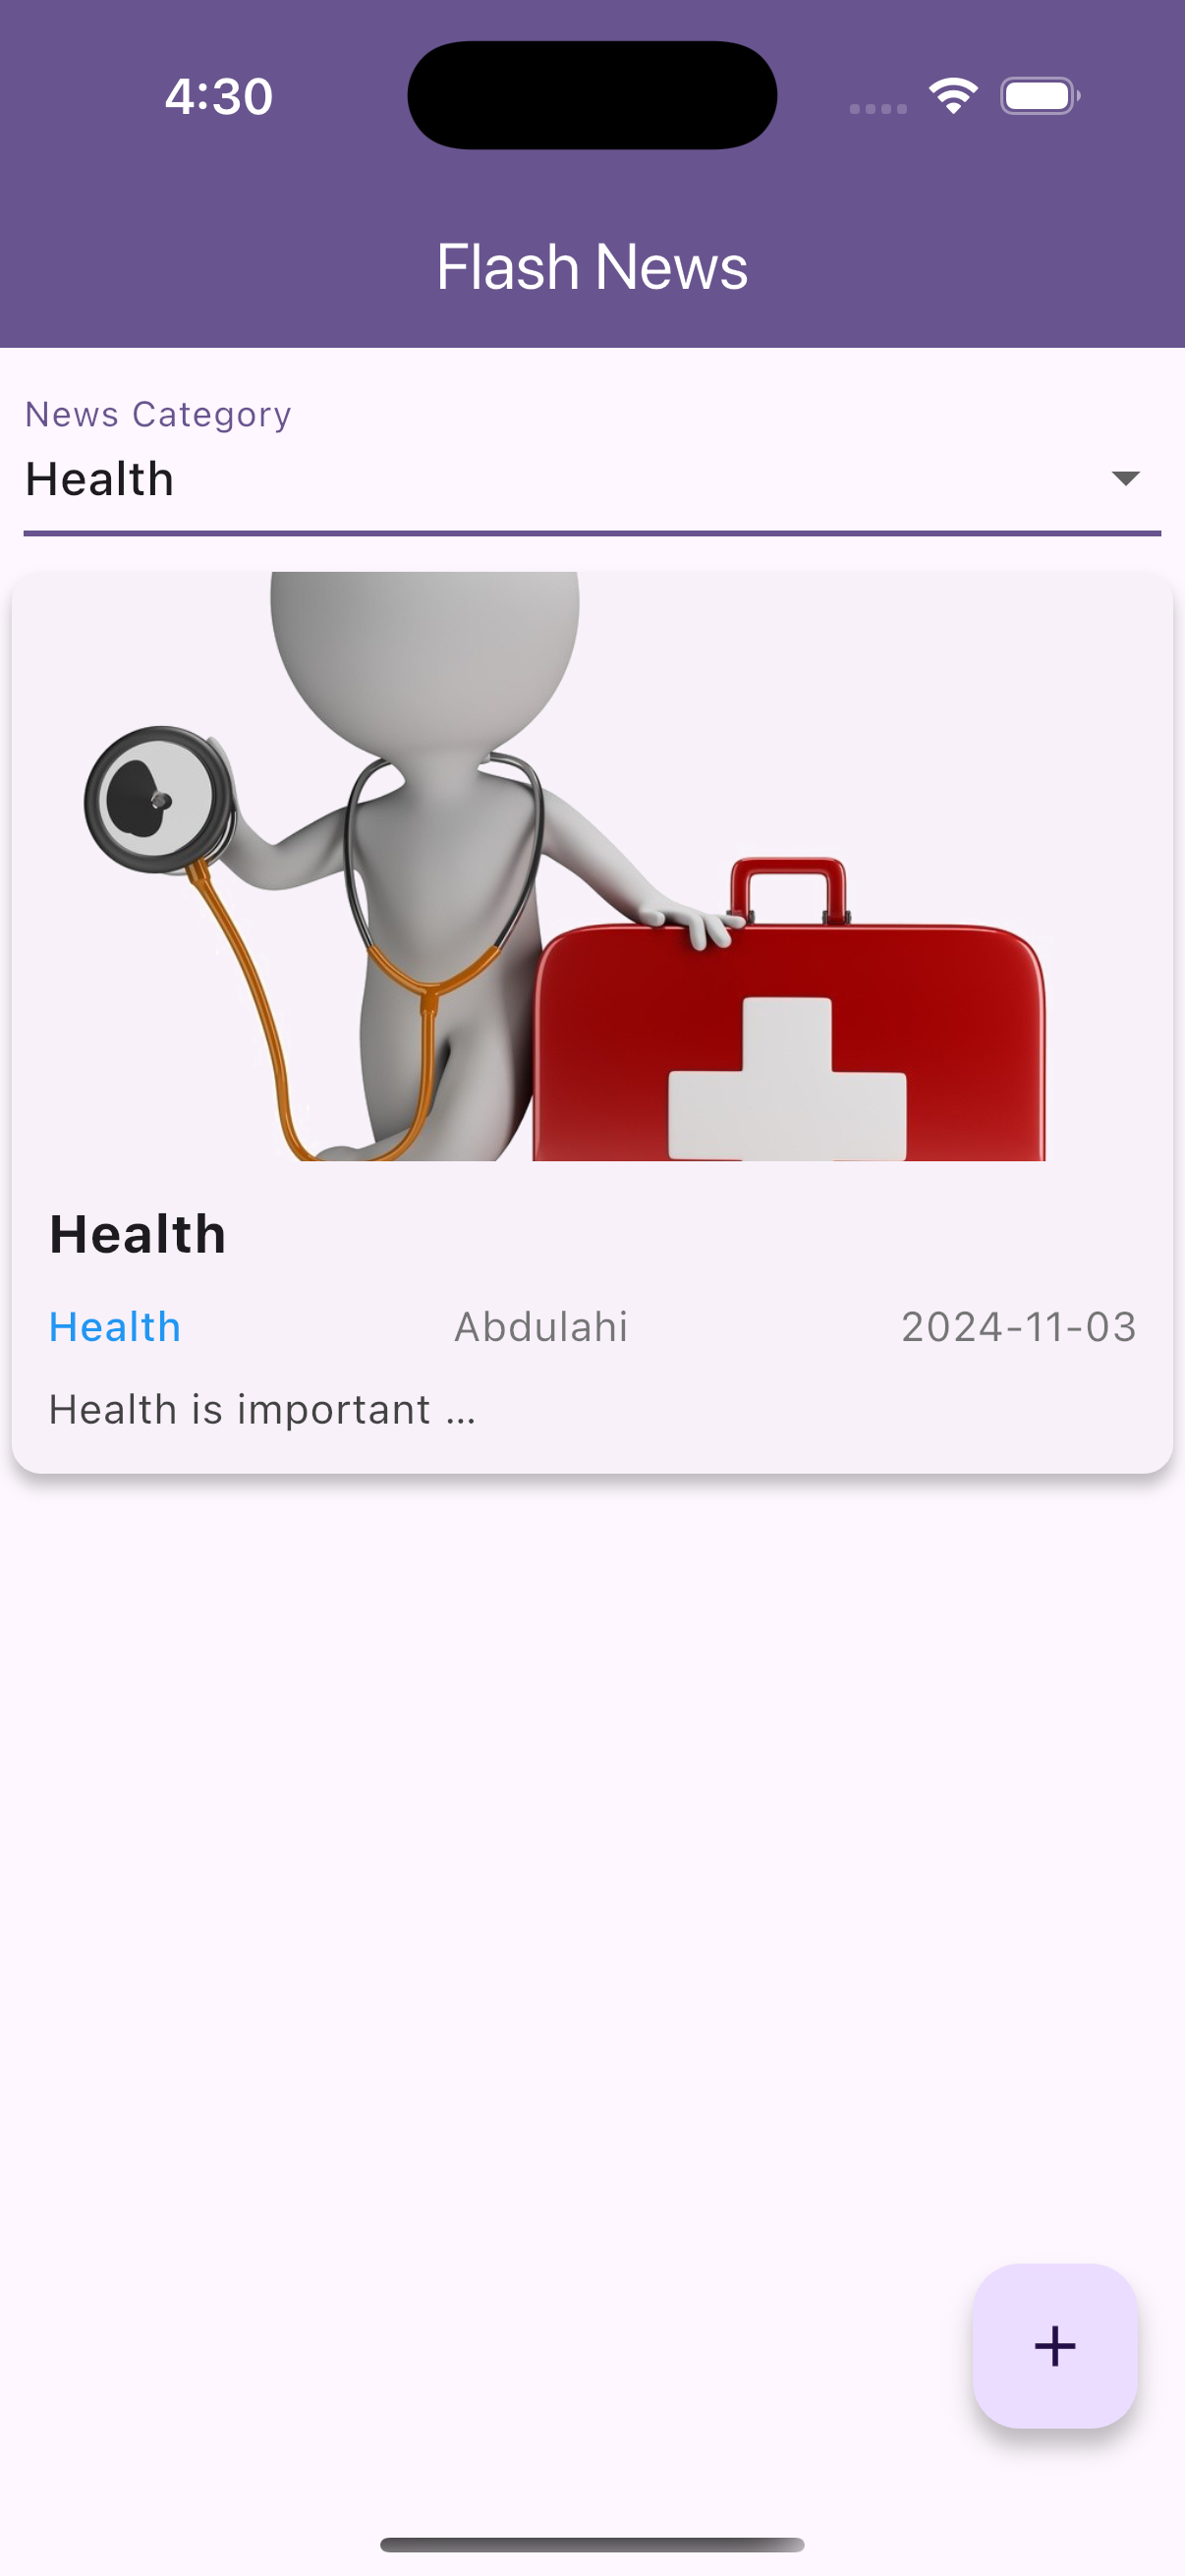 4:30
Flash News
News Category
Health
Health
Health Abdulahi 2024-11-03
Health is important ...